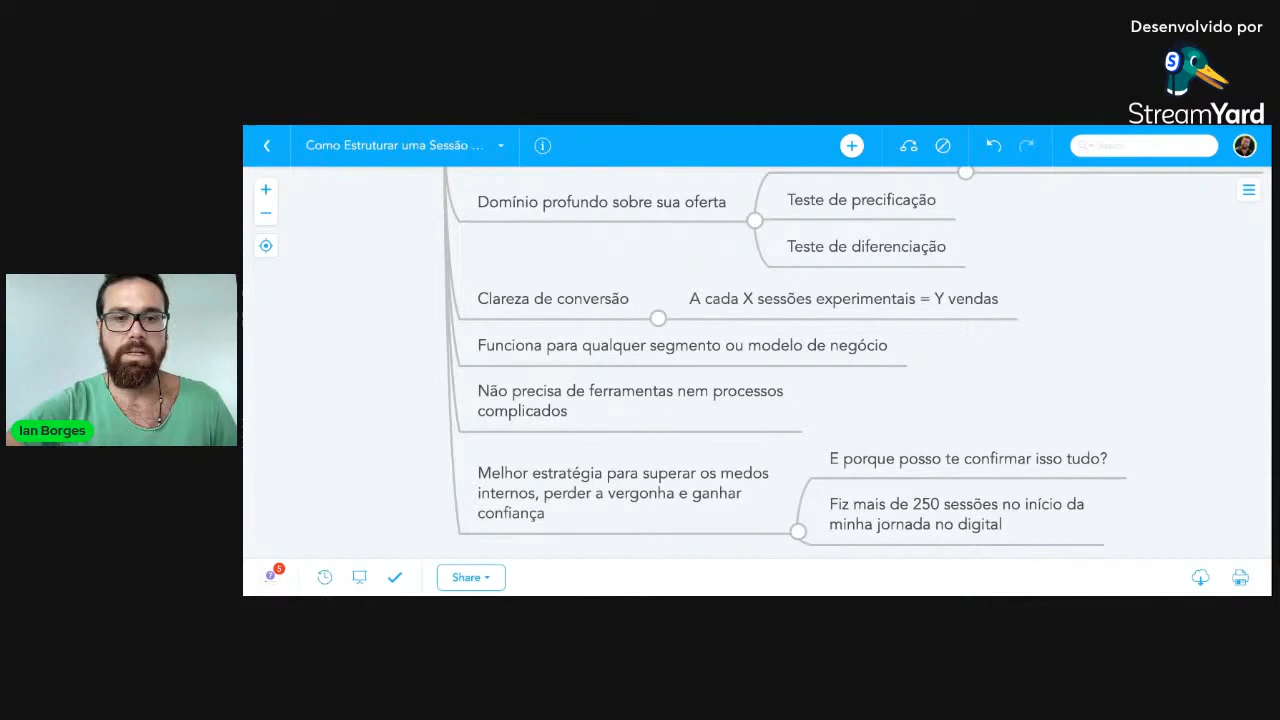 Desenvolvido por
StreamYard
Como Estruturar uma Sessão ...
Search
Domínio profundo sobre sua oferta
Teste de precificação
Teste de diferenciação
Clareza de conversão
A cada X sessões experimentais = Y vendas
Funciona para qualquer segmento ou modelo de negócio
Não precisa de ferramentas nem processos
complicados
Melhor estratégia para superar os medos
internos, perder a vergonha e ganhar
confiança
E porque posso te confirmar isso tudo?
Fiz mais de 250 sessões no início da
minha jornada no digital
Ian Borges
5
Share